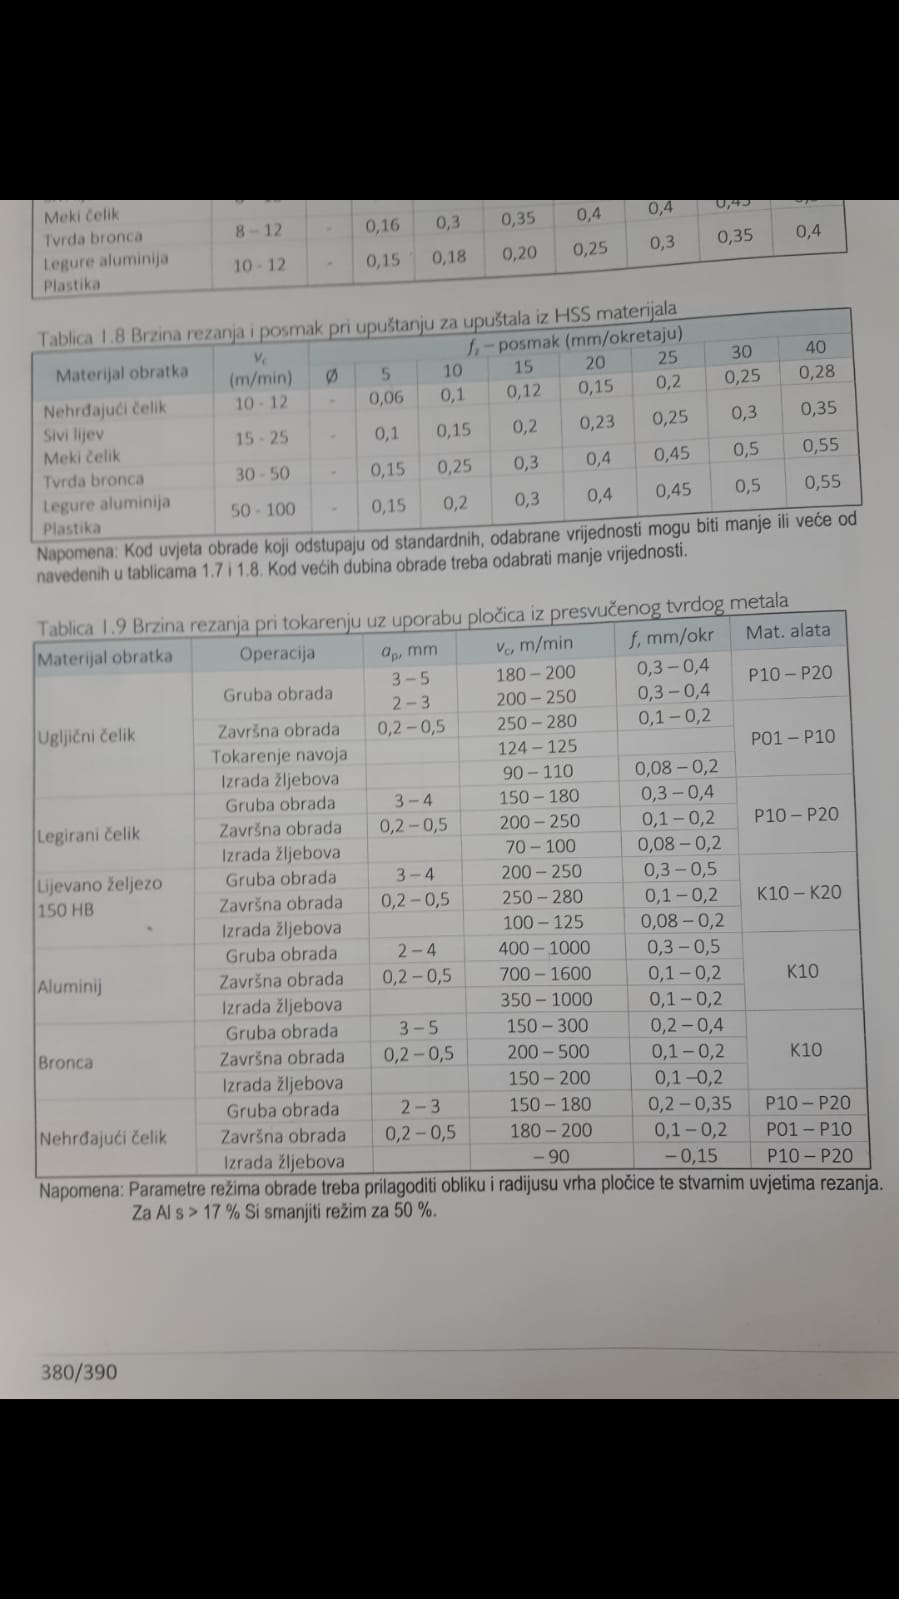 Meki čelik
Tvrda bronca 8 – 12 - 0,16 0,3 0,35 0,4 0,4 0,45
Legure aluminija 10 - 12 - 0,15 0,18 0,20 0,25 0,3 0,35 0,4
Plastika
Tablica 1.8 Brzina rezanja i posmak pri upuštanju za upuštala iz HSS materijala
Materijal obratka vc (m/min) fr – posmak (mm/okretaju)
Ø 5 10 15 20 25 30 40
Nehrđajući čelik 10 - 12 - 0,06 0,1 0,12 0,15 0,2 0,25 0,28
Sivi lijev
Meki čelik 15 - 25 - 0,1 0,15 0,2 0,23 0,25 0,3 0,35
Tvrda bronca 30 - 50 - 0,15 0,25 0,3 0,4 0,45 0,5 0,55
Legure aluminija 50 - 100 - 0,15 0,2 0,3 0,4 0,45 0,5 0,55
Plastika
Napomena: Kod uvjeta obrade koji odstupaju od standardnih, odabrane vrijednosti mogu biti manje ili veće od
navedenih u tablicama 1.7 i 1.8. Kod većih dubina obrade treba odabrati manje vrijednosti.
Tablica 1.9 Brzina rezanja pri tokarenju uz uporabu pločica iz presvučenog tvrdog metala
Materijal obratka Operacija ap, mm vc, m/min f, mm/okr Mat. alata
Ugljični čelik Gruba obrada 3 – 5 180 – 200 0,3 – 0,4 P10 – P20
2 – 3 200 – 250 0,3 – 0,4
Završna obrada 0,2 – 0,5 250 – 280 0,1 – 0,2 P01 – P10
Tokarenje navoja 124 – 125
Izrada žljebova 90 – 110 0,08 – 0,2
Legirani čelik Gruba obrada 3 – 4 150 – 180 0,3 – 0,4 P10 – P20
Završna obrada 0,2 – 0,5 200 – 250 0,1 – 0,2
Izrada žljebova 70 – 100 0,08 – 0,2
Lijevano željezo 150 HB Gruba obrada 3 – 4 200 – 250 0,3 – 0,5 K10 – K20
Završna obrada 0,2 – 0,5 250 – 280 0,1 – 0,2
Izrada žljebova 100 – 125 0,08 – 0,2
Aluminij Gruba obrada 2 – 4 400 – 1000 0,3 – 0,5 K10
Završna obrada 0,2 – 0,5 700 – 1600 0,1 – 0,2
Izrada žljebova 350 – 1000 0,1 – 0,2
Bronca Gruba obrada 3 – 5 150 – 300 0,2 – 0,4 K10
Završna obrada 0,2 – 0,5 200 – 500 0,1 – 0,2
Izrada žljebova 150 – 200 0,1 –0,2
Nehrđajući čelik Gruba obrada 2 – 3 150 – 180 0,2 – 0,35 P10 – P20
Završna obrada 0,2 – 0,5 180 – 200 0,1 – 0,2 P01 – P10
Izrada žljebova – 90 – 0,15 P10 – P20
Napomena: Parametre režima obrade treba prilagoditi obliku i radijusu vrha pločice te stvarnim uvjetima rezanja.
Za Al s > 17 % Si smanjiti režim za 50 %.
380/390